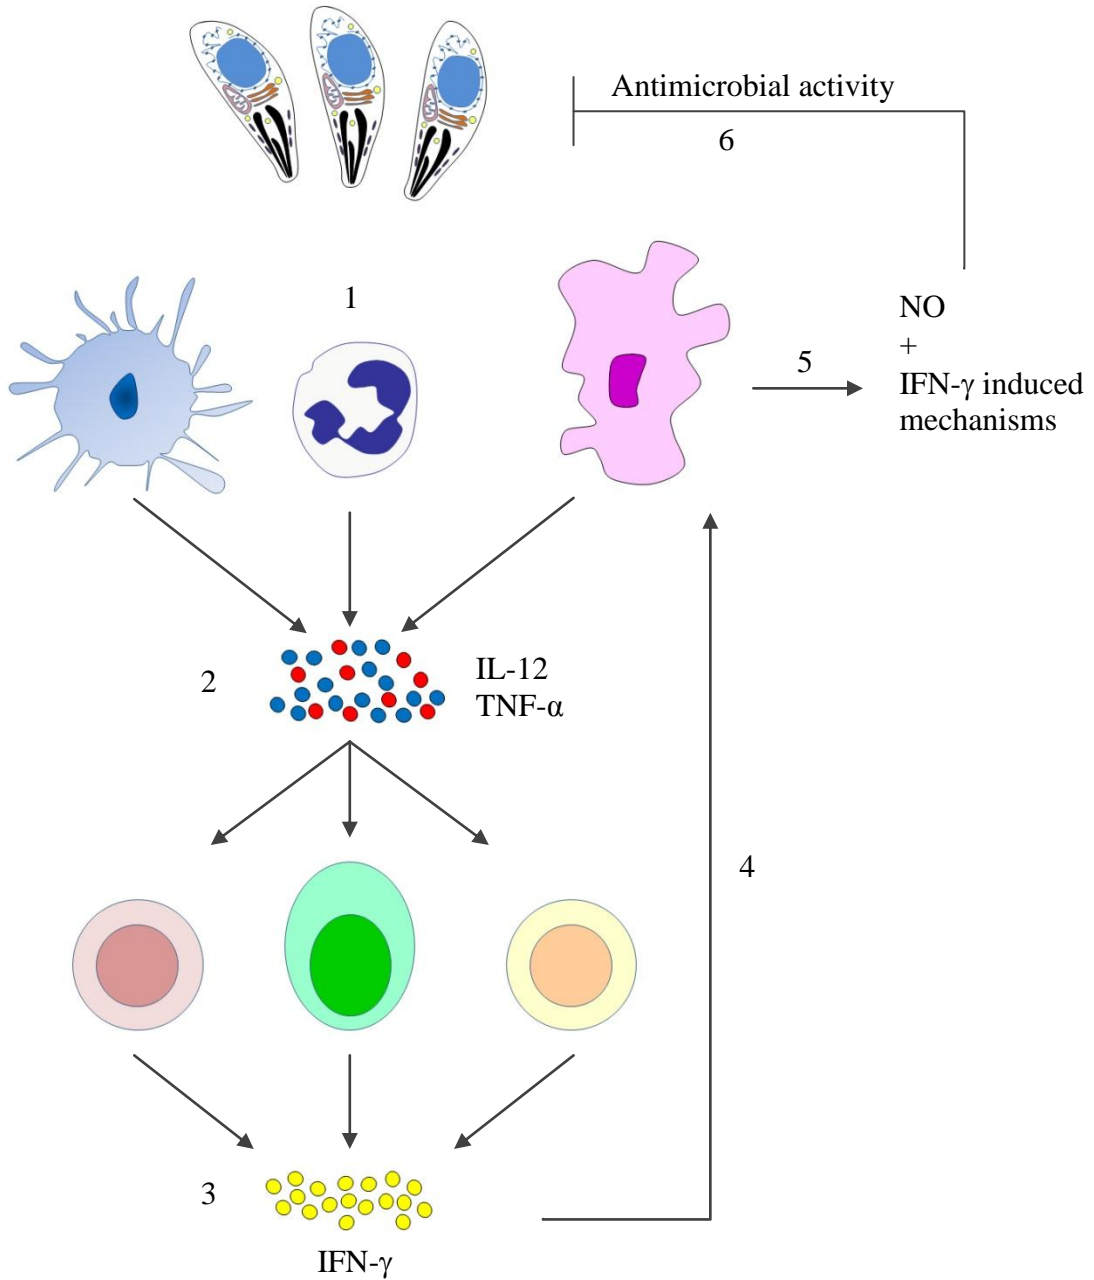 Antimicrobial activity
6
1
NO
+
IFN-γ induced
mechanisms
5
2
IL-12
TNF-α
4
3
IFN-γ